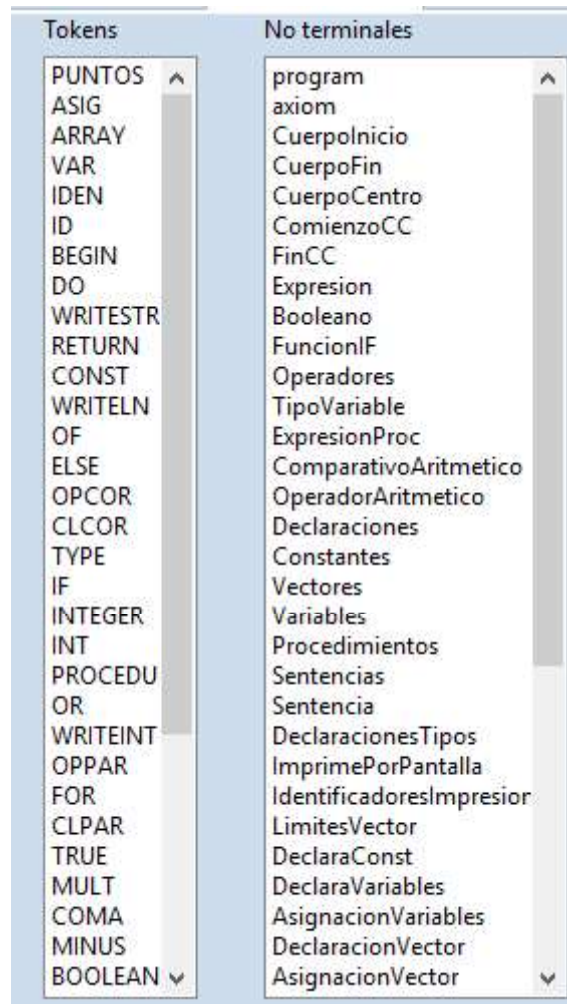 Tokens
No terminales
PUNTOS
ASIG
ARRAY
VAR
IDEN
ID
BEGIN
DO
WRITESTR
RETURN
CONST
WRITELN
OF
ELSE
OPCOR
CLCOR
TYPE
IF
INTEGER
INT
PROCEDU
OR
WRITEINT
OPPAR
FOR
CLPAR
TRUE
MULT
COMA
MINUS
BOOLEAN
program
axiom
CuerpoInicio
CuerpoFin
CuerpoCentro
ComienzoCC
FinCC
Expresion
Booleano
FuncionIF
Operadores
TipoVariable
ExpresionProc
ComparativoAritmetico
OperadorAritmetico
Declaraciones
Constantes
Vectores
Variables
Procedimientos
Sentencias
Sentencia
DeclaracionesTipos
ImprimePorPantalla
IdentificadoresImpresior
LimitesVector
DeclaraConst
DeclaraVariables
AsignacionVariables
DeclaracionVector
AsignacionVector